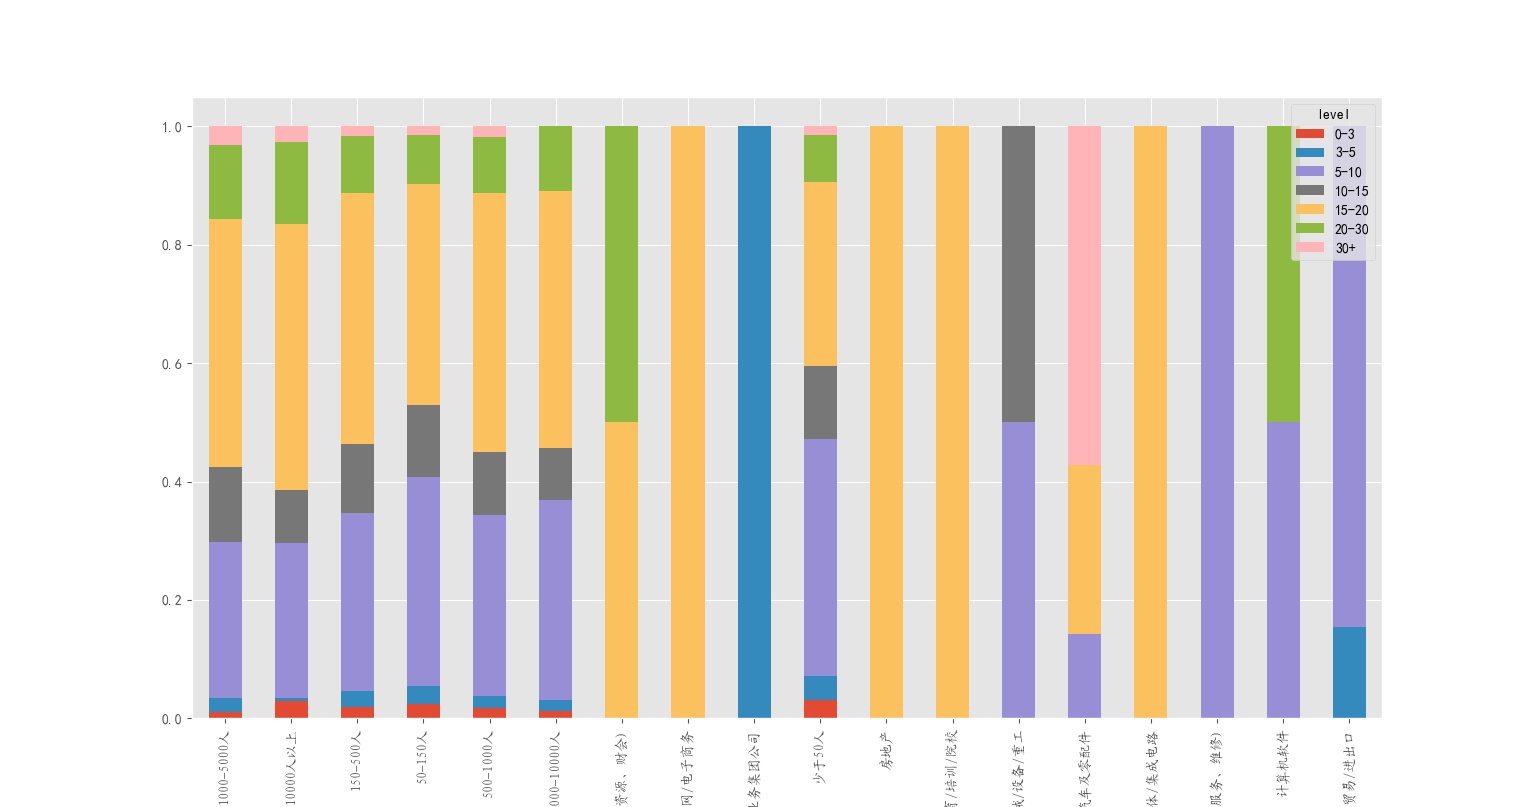 level
0-3
3-5
5-10
10-15
15-20
20-30
30+
1.0
0.8
0.6
0.4
0.2
0.0
1000-5000人
10000人以上
150-500人
50-150人
500-1000人
000-10000人
资源、财会)
网/电子商务
业务集团公司
少于50人
房地产
育/培训/院校
械/设备/重工
汽车及零配件
体/集成电路
服务、维修)
计算机软件
贸易/进出口